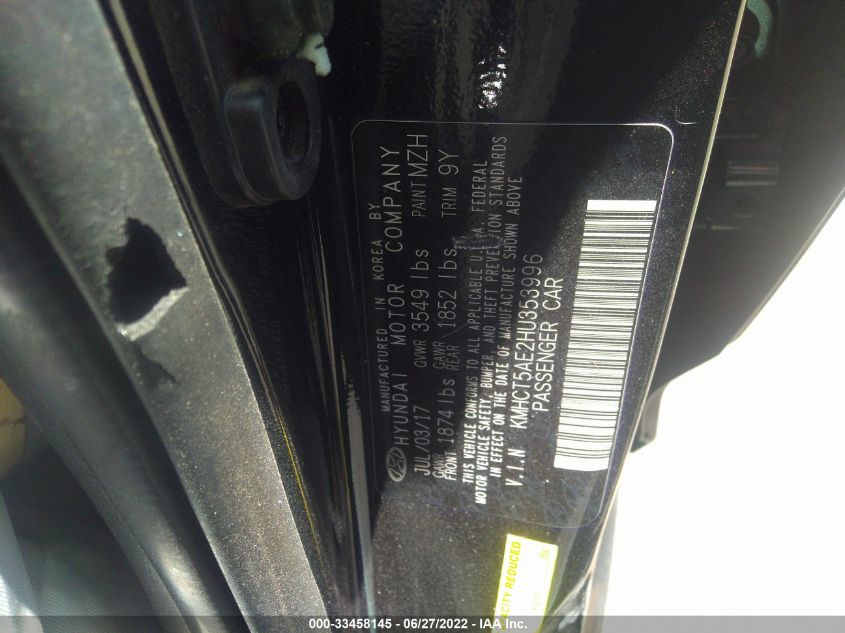 MANUFACTURED IN KOREA BY
HYUNDAI MOTOR COMPANY
JUL/03/17 GVWR 3549 lbs PAINT MZH
GAWR FRONT 1874 lbs GAWR REAR 1852 lbs TRIM 9Y
THIS VEHICLE CONFORMS TO ALL APPLICABLE U.S.A. FEDERAL
MOTOR VEHICLE SAFETY, BUMPER, AND THEFT PREVENTION STANDARDS
IN EFFECT ON THE DATE OF MANUFACTURE SHOWN ABOVE
V.I.N KMHCT5AE2HU353996
PASSENGER CAR
REDUCED
000-33458145 - 06/27/2022 - IAA Inc.